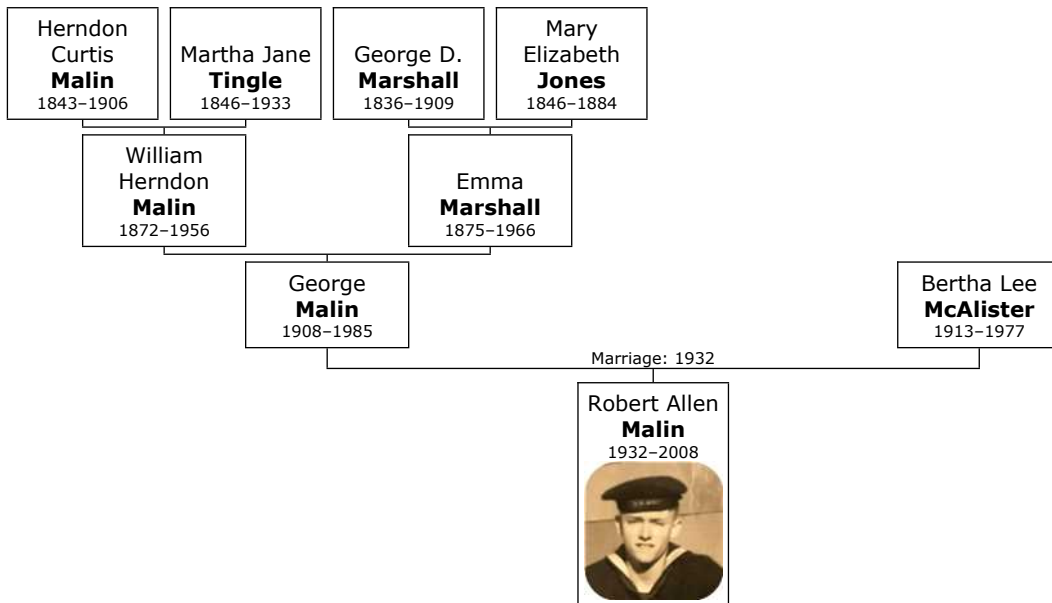 Herndon
Curtis
Malin
1843–1906
Martha Jane
Tingle
1846–1933
George D.
Marshall
1836–1909
Mary
Elizabeth
Jones
1846–1884
William
Herndon
Malin
1872–1956
Emma
Marshall
1875–1966
George
Malin
1908–1985
Bertha Lee
McAlister
1913–1977
Marriage: 1932
Robert Allen
Malin
1932–2008